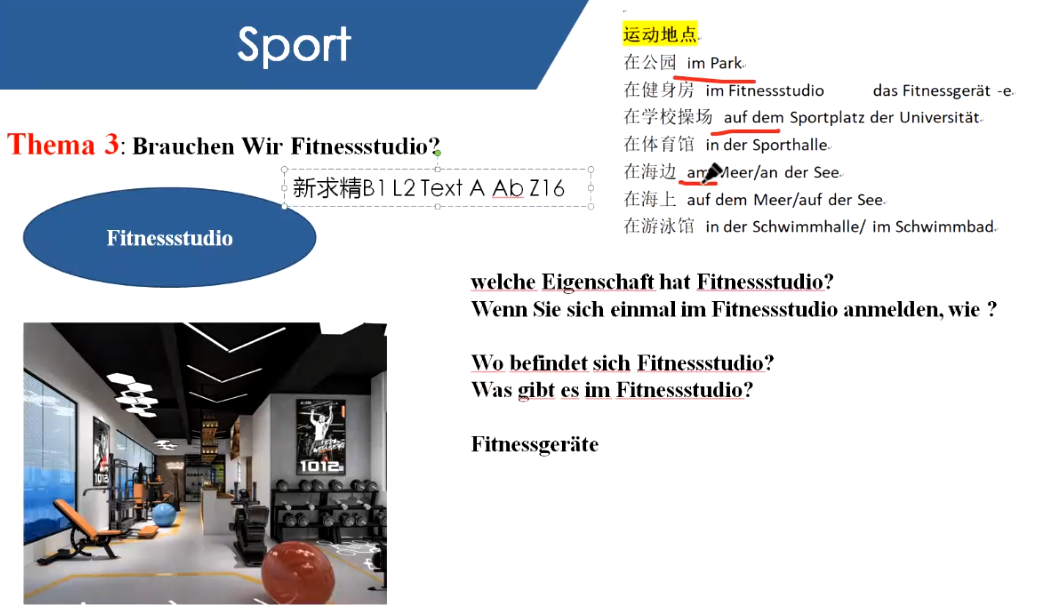 Sport
Thema 3: Brauchen Wir Fitnessstudio?
新求精B1 L2 Text A Ab Z16
Fitnessstudio
运动地点
在公园 im Park
在健身房 im Fitnessstudio das Fitnessgerät -e
在学校操场 auf dem Sportplatz der Universität
在体育馆 in der Sporthalle
在海边 am Meer/an der See
在海上 auf dem Meer/auf der See
在游泳馆 in der Schwimmhalle/ im Schwimmbad
welche Eigenschaft hat Fitnessstudio?
Wenn Sie sich einmal im Fitnessstudio anmelden, wie ?
Wo befindet sich Fitnessstudio?
Was gibt es im Fitnessstudio?
Fitnessgeräte
1012